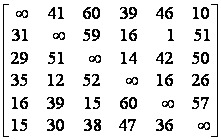 ∞ 41 60 39 46 10
31 ∞ 59 16 1 51
29 51 ∞ 14 42 50
35 12 52 ∞ 16 26
16 39 15 60 ∞ 57
15 30 38 47 36 ∞